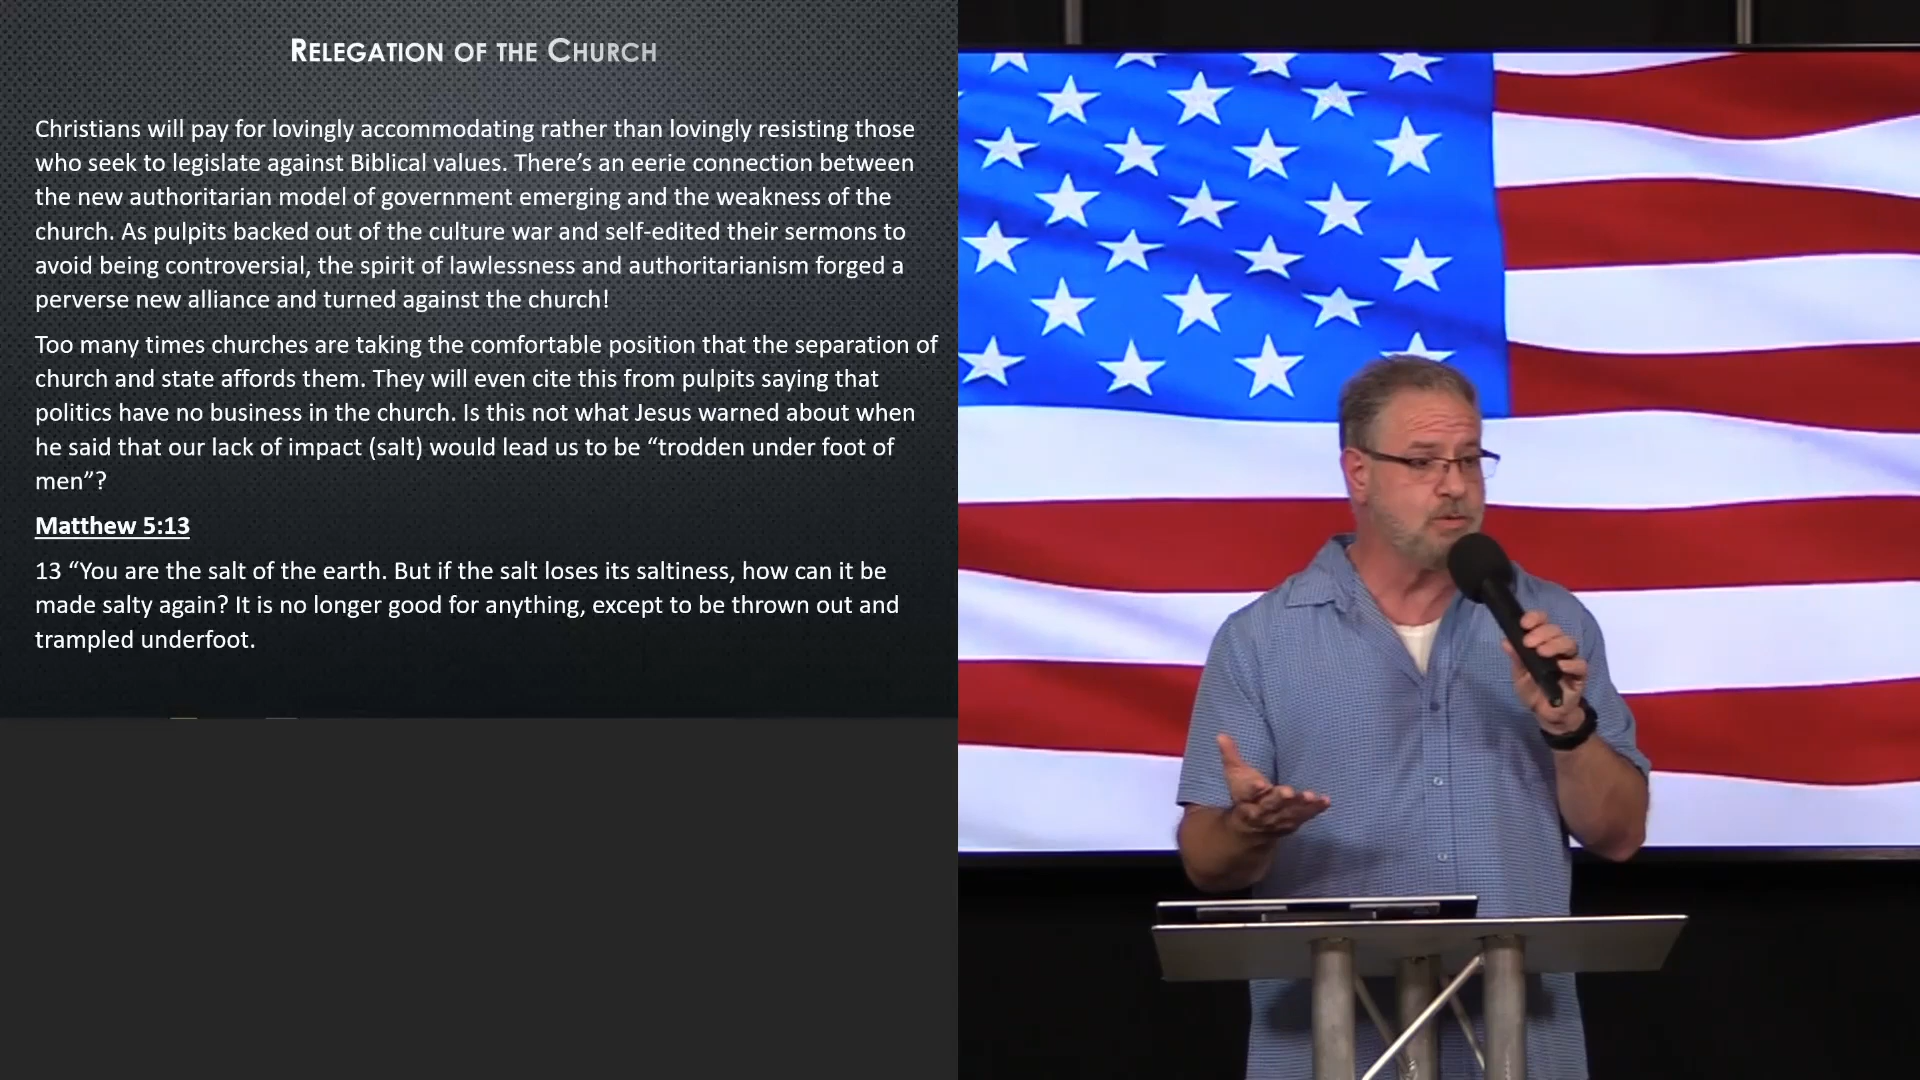 RELEGATION OF THE CHURCH
Christians will pay for lovingly accommodating rather than lovingly resisting those
who seek to legislate against Biblical values. There’s an eerie connection between
the new authoritarian model of government emerging and the weakness of the
church. As pulpits backed out of the culture war and self-edited their sermons to
avoid being controversial, the spirit of lawlessness and authoritarianism forged a
perverse new alliance and turned against the church!
Too many times churches are taking the comfortable position that the separation of
church and state affords them. They will even cite this from pulpits saying that
politics have no business in the church. Is this not what Jesus warned about when
he said that our lack of impact (salt) would lead us to be “trodden under foot of
men”?
Matthew 5:13
13 “You are the salt of the earth. But if the salt loses its saltiness, how can it be
made salty again? It is no longer good for anything, except to be thrown out and
trampled underfoot.